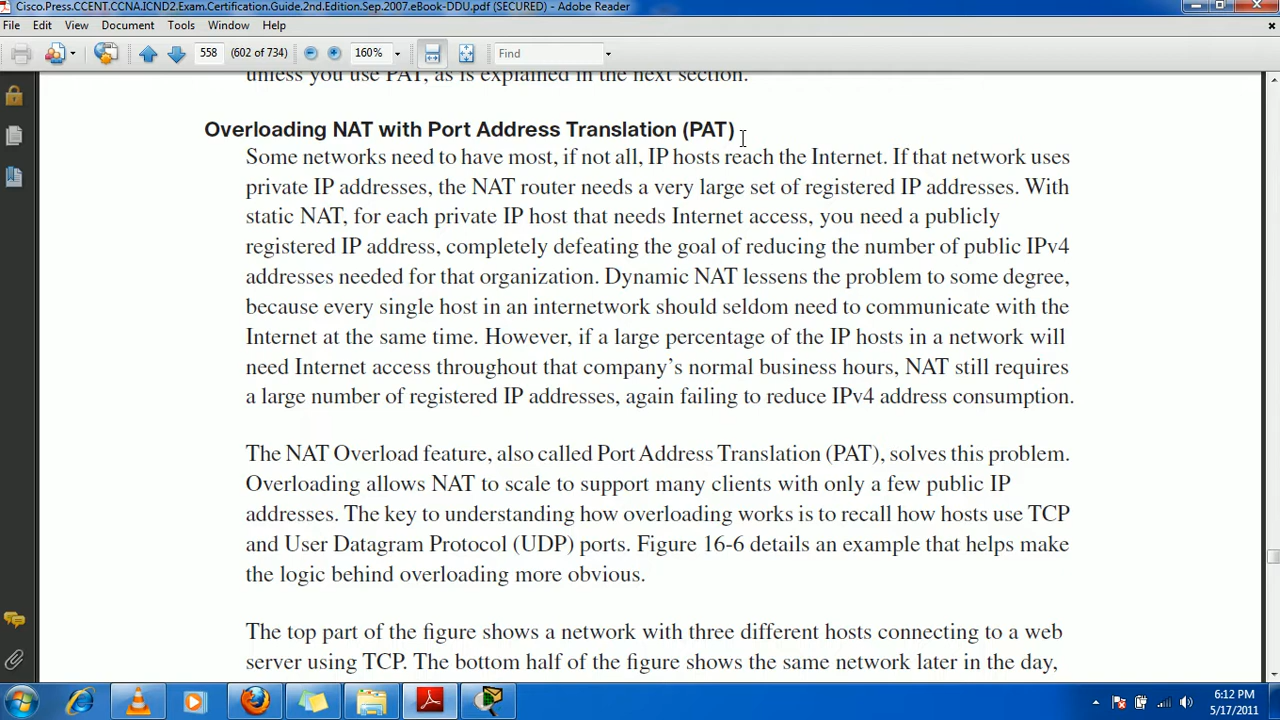 Cisco.Press.CCENT.CCNA.ICND2.Exam.Certification.Guide.2nd.Edition.Sep.2007.eBook-DDU.pdf (SECURED) - Adobe Reader
File Edit View Document Tools Window Help
558 (602 of 734) 160% Find
unless you use PAT, as is explained in the next section.
Overloading NAT with Port Address Translation (PAT)
Some networks need to have most, if not all, IP hosts reach the Internet. If that network uses
private IP addresses, the NAT router needs a very large set of registered IP addresses. With
static NAT, for each private IP host that needs Internet access, you need a publicly
registered IP address, completely defeating the goal of reducing the number of public IPv4
addresses needed for that organization. Dynamic NAT lessens the problem to some degree,
because every single host in an internetwork should seldom need to communicate with the
Internet at the same time. However, if a large percentage of the IP hosts in a network will
need Internet access throughout that company's normal business hours, NAT still requires
a large number of registered IP addresses, again failing to reduce IPv4 address consumption.
The NAT Overload feature, also called Port Address Translation (PAT), solves this problem.
Overloading allows NAT to scale to support many clients with only a few public IP
addresses. The key to understanding how overloading works is to recall how hosts use TCP
and User Datagram Protocol (UDP) ports. Figure 16-6 details an example that helps make
the logic behind overloading more obvious.
The top part of the figure shows a network with three different hosts connecting to a web
server using TCP. The bottom half of the figure shows the same network later in the day,
6:12 PM
5/17/2011